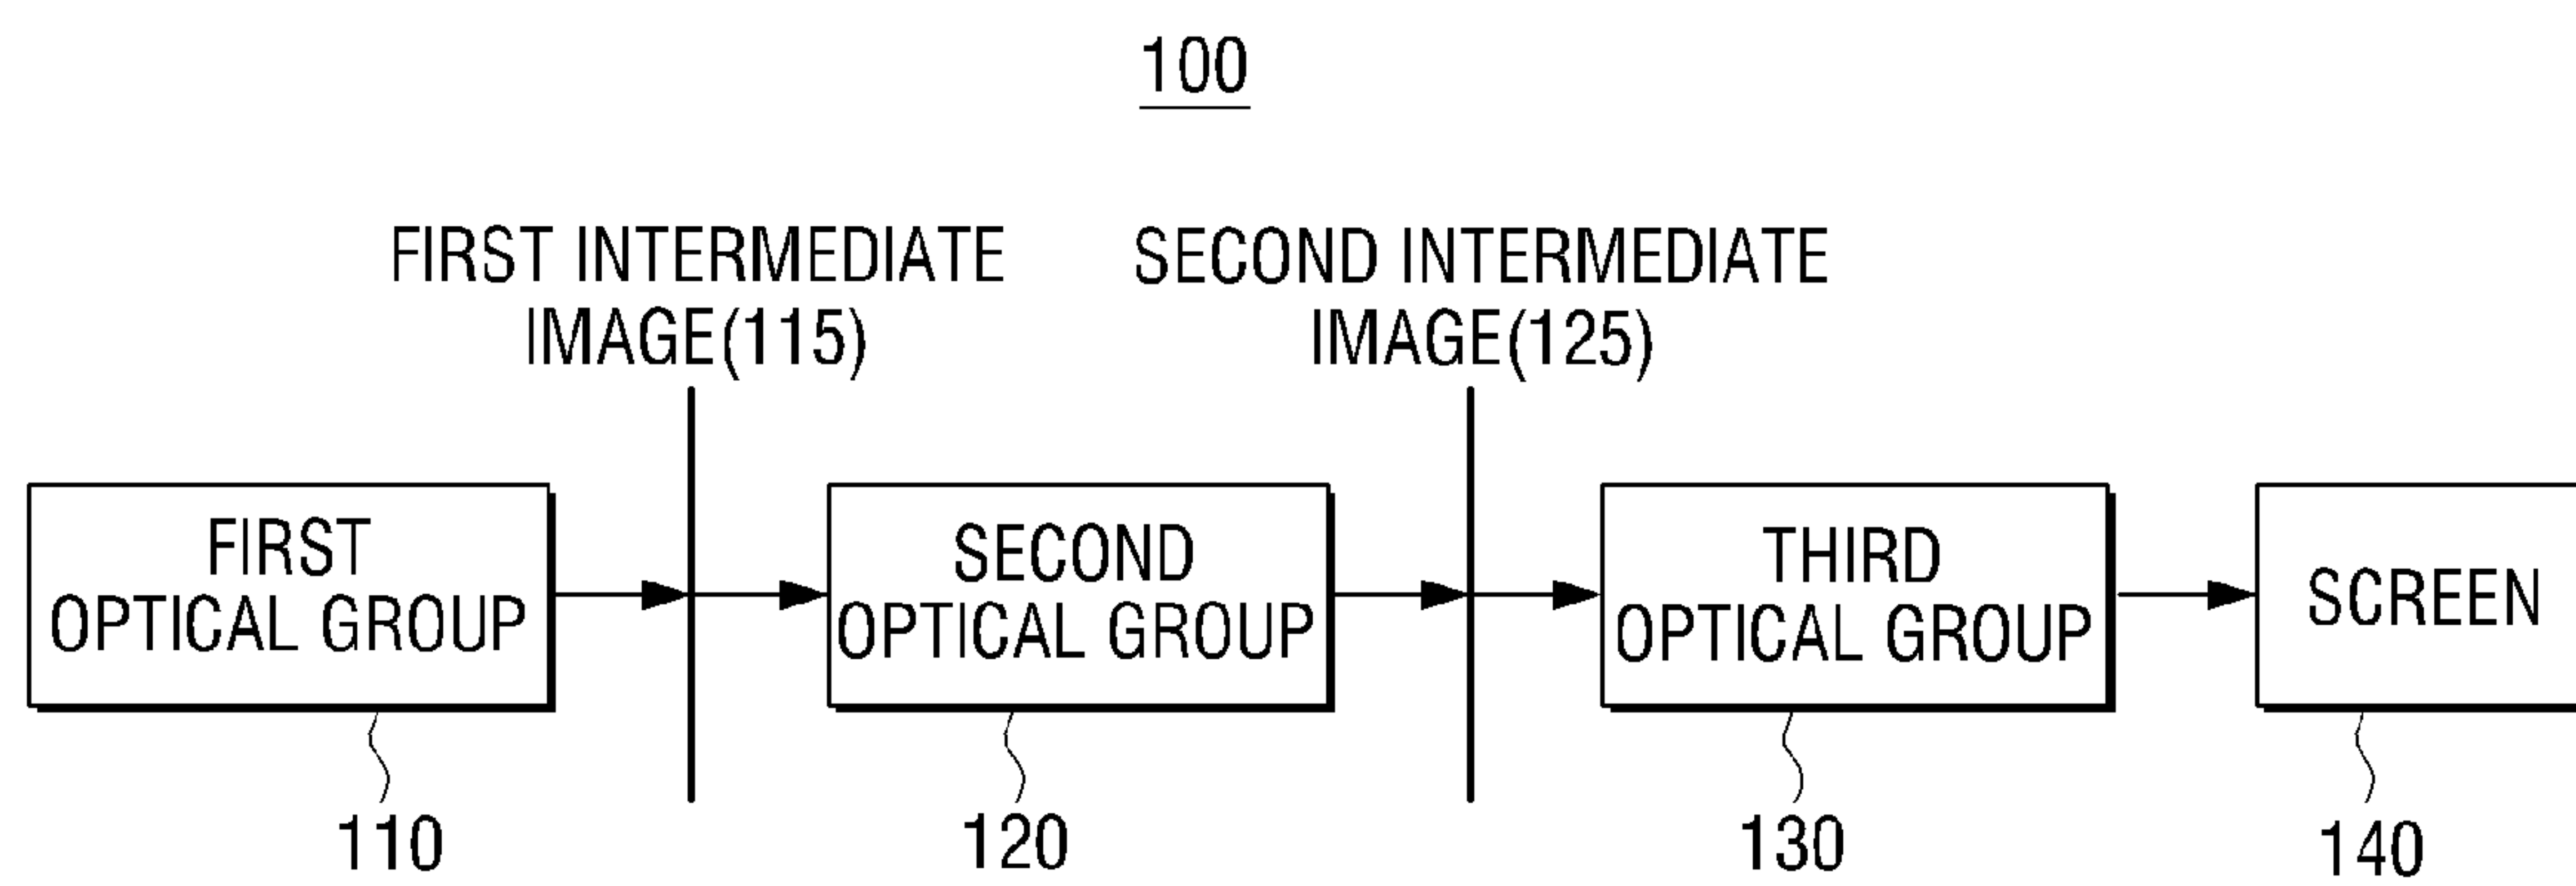 100
FIRST INTERMEDIATE
IMAGE(115)
SECOND INTERMEDIATE
IMAGE(125)
FIRST
OPTICAL GROUP
SECOND
OPTICAL GROUP
THIRD
OPTICAL GROUP
SCREEN
110
120
130
140